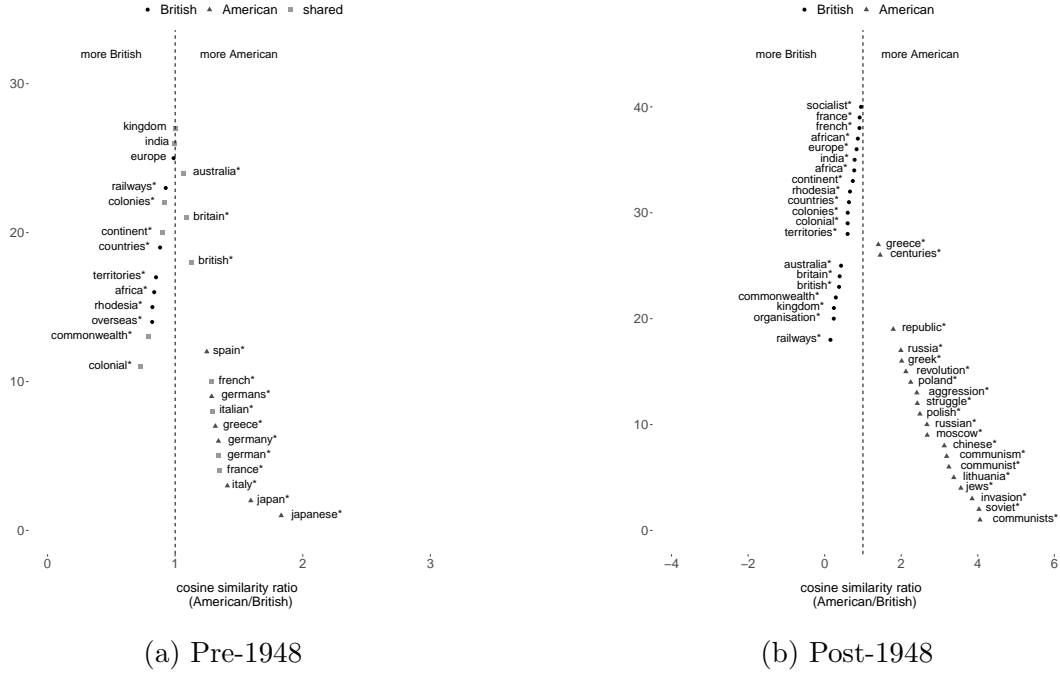 British American shared
more British more American
30
kingdom
india
europe
australia*
railways*
colonies*
britain*
20
continent*
countries*
british*
territories*
africa*
rhodesia*
overseas*
commonwealth*
spain*
colonial*
10
french*
germans*
italian*
greece*
germany*
german*
france*
italy*
japan*
japanese*
0
0 1 2 3
cosine similarity ratio
(American/British)
(a) Pre-1948
British American
more British more American
40
socialist*
france*
french*
african*
europe*
india*
africa*
continent*
rhodesia*
countries*
30
colonies*
colonial*
territories*
greece*
centuries*
australia*
britain*
british*
commonwealth*
kingdom*
20
organisation*
republic*
railways*
russia*
greek*
revolution*
poland*
aggression*
struggle*
polish*
10
russian*
moscow*
chinese*
communism*
communist*
lithuania*
jews*
invasion*
soviet*
communists*
0
−4 −2 0 2 4 6
cosine similarity ratio
(American/British)
(b) Post-1948